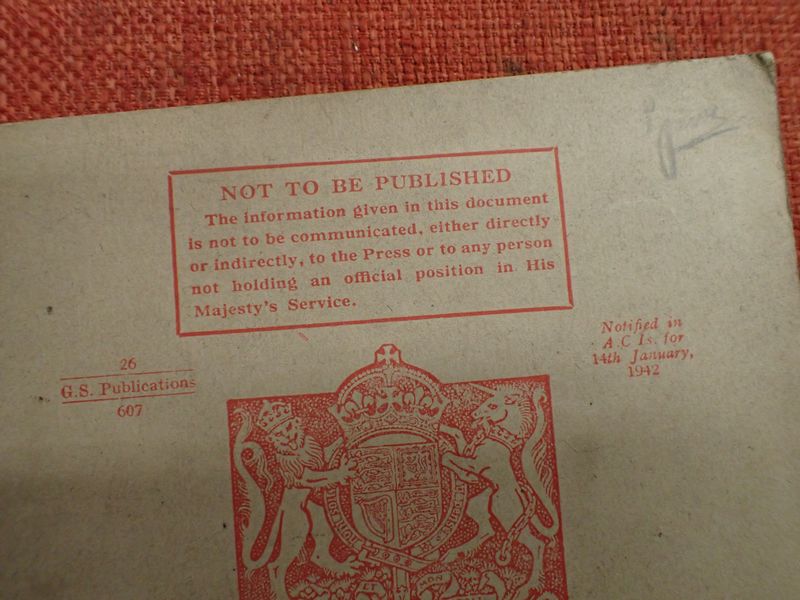 NOT TO BE PUBLISHED
The information given in this document
is not to be communicated, either directly
or indirectly, to the Press or to any person
not holding an official position in His
Majesty's Service.
26
G.S. Publications
607
Notified in
A.C Is. for
14th January,
1942
ET
MON